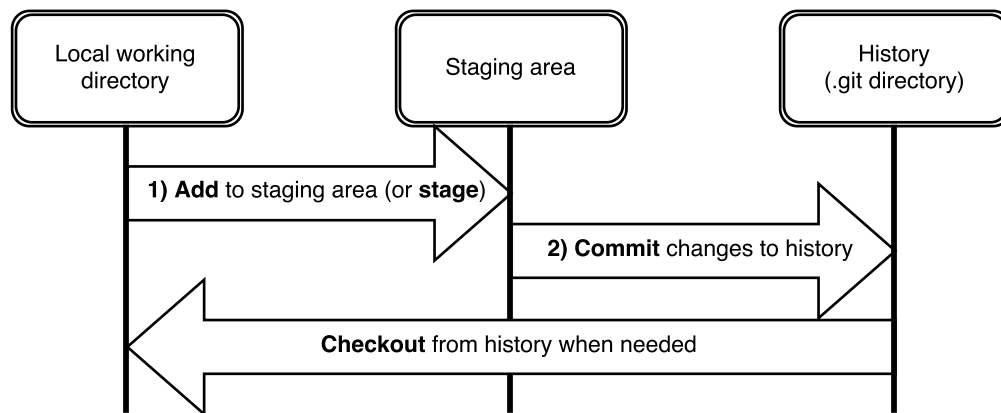 Local working
directory
Staging area
History
(.git directory)
1) Add to staging area (or stage)
2) Commit changes to history
Checkout from history when needed